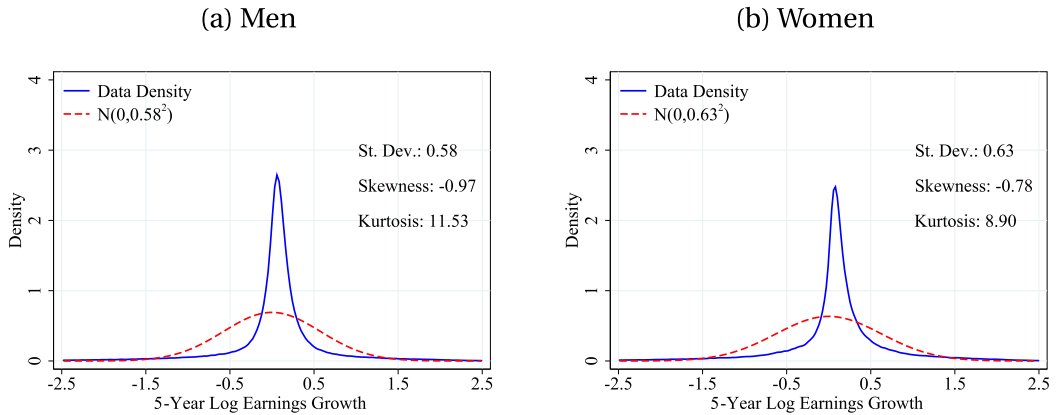 (a) Men
4
3
2
1
0
Density
Data Density
N(0,0.58²)
St. Dev.: 0.58
Skewness: -0.97
Kurtosis: 11.53
-2.5 -1.5 -0.5 0.5 1.5 2.5
5-Year Log Earnings Growth
(b) Women
4
3
2
1
0
Density
Data Density
N(0,0.63²)
St. Dev.: 0.63
Skewness: -0.78
Kurtosis: 8.90
-2.5 -1.5 -0.5 0.5 1.5 2.5
5-Year Log Earnings Growth